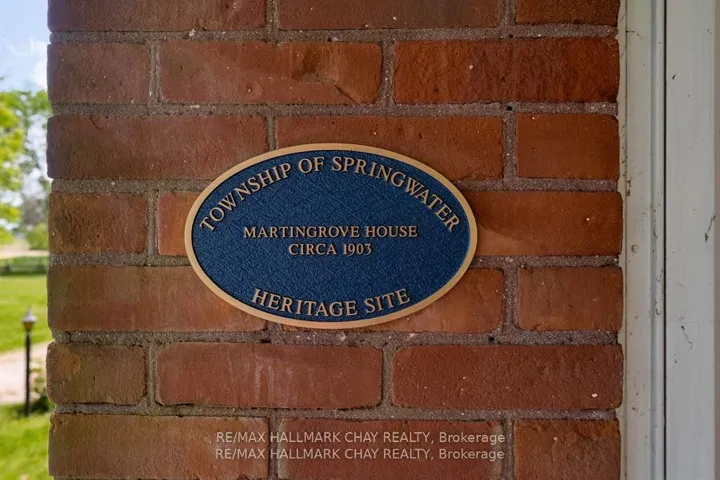 TOWNSHIP OF SPRINGWATER
MARTINGROVE HOUSE
CIRCA 1903
HERITAGE SITE
RE/MAX HALLMARK CHAY REALTY, Brokerage
RE/MAX HALLMARK CHAY REALTY, Brokerage